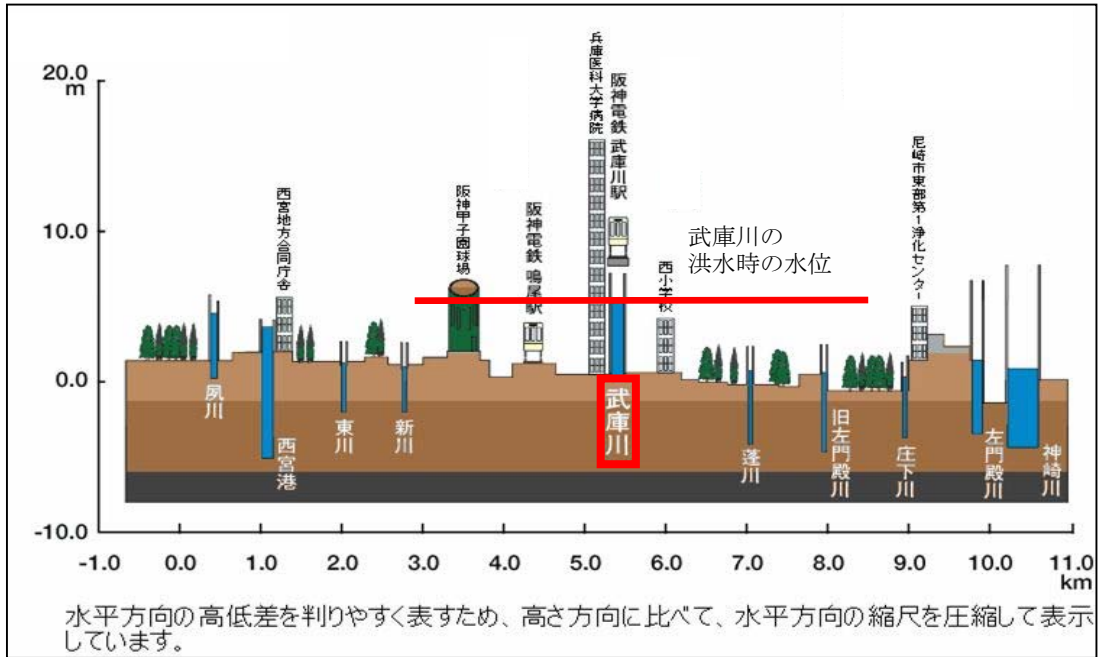 20.0
m
10.0
0.0
-10.0
-1.0 0.0 1.0 2.0 3.0 4.0 5.0 6.0 7.0 8.0 9.0 10.0 11.0
km
西宮地方合同庁舎
阪神甲子園球場
阪神電鉄 鳴尾駅
兵庫医科大学病院
阪神電鉄 武庫川駅
武庫川の
洪水時の水位
西小学校
尼崎市東部第1浄化センター
夙川
西宮港
東川
新川
武庫川
蓬川
旧左門殿川
庄下川
左門殿川
神崎川
水平方向の高低差を判りやすく表すため、高さ方向に比べて、水平方向の縮尺を圧縮して表示
しています。